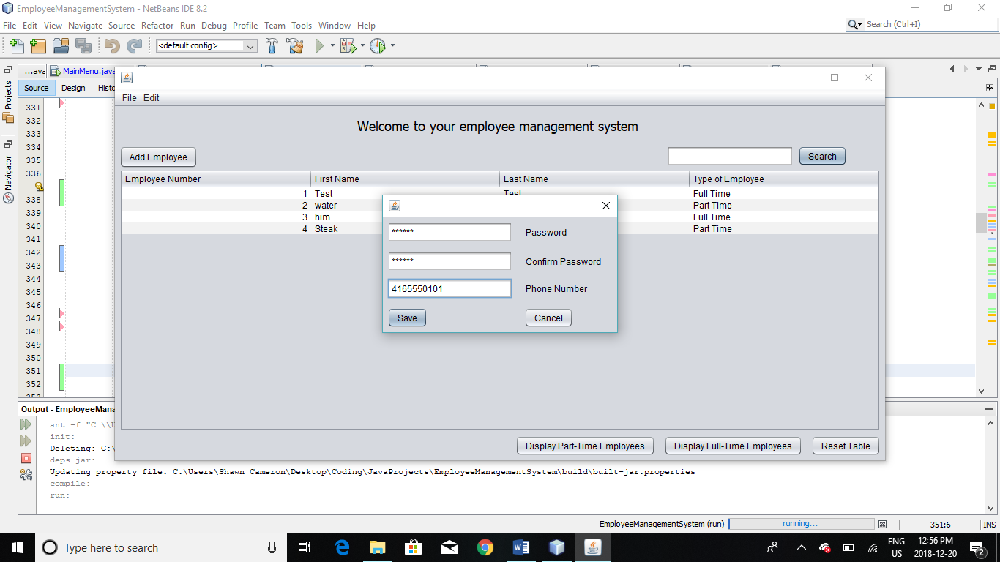 EmployeeManagementSystem - NetBeans IDE 8.2
File Edit View Navigate Source Refactor Run Debug Profile Team Tools Window Help
Search (Ctrl+I)
<default config>
...ava MainMenu.java
Source Design Histo
Projects
Navigator
331
332
333
334
335
336
338
339
340
341
342
343
344
345
346
347
348
349
350
351
352
353
File Edit
Welcome to your employee management system
Add Employee Search
Employee Number First Name Last Name Type of Employee
1 Test Test Full Time
2 water Part Time
3 him Full Time
4 Steak Part Time
****** Password
****** Confirm Password
4165550101 Phone Number
Save Cancel
Display Part-Time Employees Display Full-Time Employees Reset Table
Output - EmployeeMana
ant -f "C:\\U
init:
Deleting: C:\
deps-jar:
Updating property file: C:\Users\Shawn Cameron\Desktop\Coding\JavaProjects\EmployeeManagementSystem\build\built-jar.properties
compile:
run:
EmployeeManagementSystem (run) running... 351:6 INS
Type here to search
ENG
US
12:56 PM
2018-12-20
2